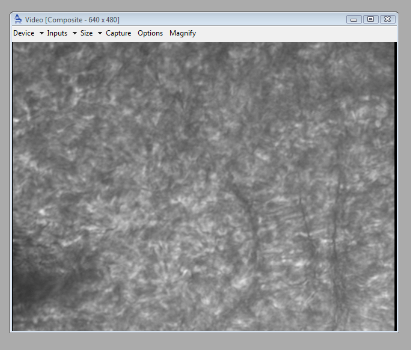 Video [Composite - 640 x 480]
Device Inputs Size Capture Options Magnify